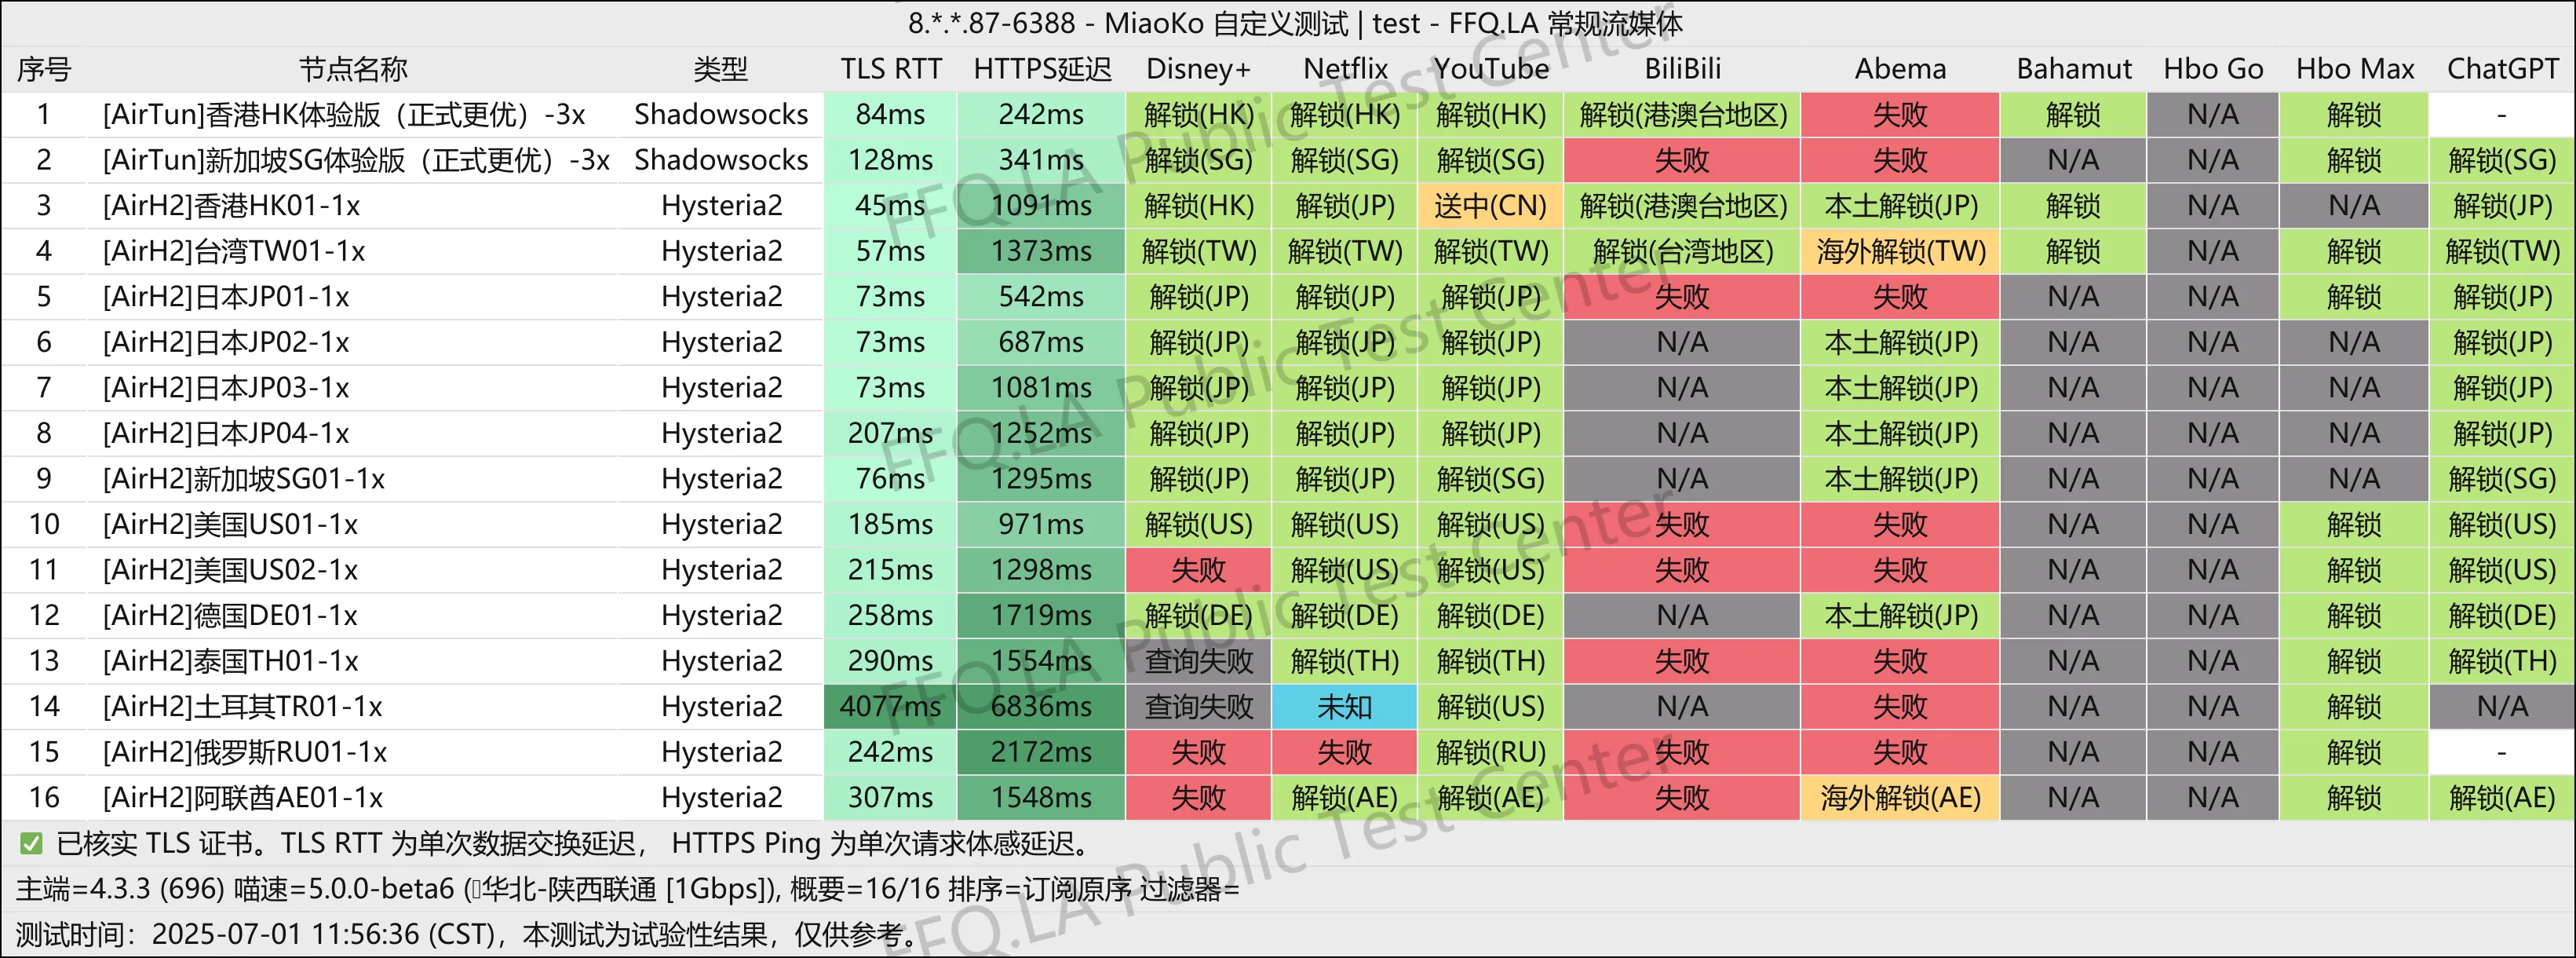 8.*.*.87-6388 - MiaoKo 自定义测试 | test - FFQ.LA 常规流媒体
序号 节点名称 类型 TLS RTT HTTPS延迟 Disney+ Netflix YouTube BiliBili Abema Bahamut Hbo Go Hbo Max ChatGPT
1 [AirTun]香港HK体验版（正式更优）-3x Shadowsocks 84ms 242ms 解锁(HK) 解锁(HK) 解锁(HK) 解锁(港澳台地区) 失败 解锁 N/A 解锁 -
2 [AirTun]新加坡SG体验版（正式更优）-3x Shadowsocks 128ms 341ms 解锁(SG) 解锁(SG) 解锁(SG) 失败 失败 N/A N/A 解锁 解锁(SG)
3 [AirH2]香港HK01-1x Hysteria2 45ms 1091ms 解锁(HK) 解锁(JP) 送中(CN) 解锁(港澳台地区) 本土解锁(JP) 解锁 N/A N/A 解锁(JP)
4 [AirH2]台湾TW01-1x Hysteria2 57ms 1373ms 解锁(TW) 解锁(TW) 解锁(TW) 解锁(台湾地区) 海外解锁(TW) 解锁 N/A 解锁 解锁(TW)
5 [AirH2]日本JP01-1x Hysteria2 73ms 542ms 解锁(JP) 解锁(JP) 解锁(JP) 失败 失败 N/A N/A 解锁 解锁(JP)
6 [AirH2]日本JP02-1x Hysteria2 73ms 687ms 解锁(JP) 解锁(JP) 解锁(JP) N/A 本土解锁(JP) N/A N/A N/A 解锁(JP)
7 [AirH2]日本JP03-1x Hysteria2 73ms 1081ms 解锁(JP) 解锁(JP) 解锁(JP) N/A 本土解锁(JP) N/A N/A N/A 解锁(JP)
8 [AirH2]日本JP04-1x Hysteria2 207ms 1252ms 解锁(JP) 解锁(JP) 解锁(JP) N/A 本土解锁(JP) N/A N/A N/A 解锁(JP)
9 [AirH2]新加坡SG01-1x Hysteria2 76ms 1295ms 解锁(JP) 解锁(JP) 解锁(SG) N/A 本土解锁(JP) N/A N/A N/A 解锁(SG)
10 [AirH2]美国US01-1x Hysteria2 185ms 971ms 解锁(US) 解锁(US) 解锁(US) 失败 失败 N/A N/A 解锁 解锁(US)
11 [AirH2]美国US02-1x Hysteria2 215ms 1298ms 失败 解锁(US) 解锁(US) 失败 失败 N/A N/A 解锁 解锁(US)
12 [AirH2]德国DE01-1x Hysteria2 258ms 1719ms 解锁(DE) 解锁(DE) 解锁(DE) N/A 本土解锁(JP) N/A N/A 解锁 解锁(DE)
13 [AirH2]泰国TH01-1x Hysteria2 290ms 1554ms 查询失败 解锁(TH) 解锁(TH) 失败 失败 N/A N/A 解锁 解锁(TH)
14 [AirH2]土耳其TR01-1x Hysteria2 4077ms 6836ms 查询失败 未知 解锁(US) N/A 失败 N/A N/A 解锁 N/A
15 [AirH2]俄罗斯RU01-1x Hysteria2 242ms 2172ms 失败 失败 解锁(RU) 失败 失败 N/A N/A 解锁 -
16 [AirH2]阿联酋AE01-1x Hysteria2 307ms 1548ms 失败 解锁(AE) 解锁(AE) 失败 海外解锁(AE) N/A N/A 解锁 解锁(AE)
✅ 已核实 TLS 证书。TLS RTT 为单次数据交换延迟， HTTPS Ping 为单次请求体感延迟。
主端=4.3.3 (696) 喵速=5.0.0-beta6 (华北-陕西联通 [1Gbps]), 概要=16/16 排序=订阅原序 过滤器=
测试时间：2025-07-01 11:56:36 (CST)，本测试为试验性结果，仅供参考。
FFQ.LA Public Test Center
FFQ.LA Public Test Center
FFQ.LA Public Test Center
FFQ.LA Public Test Center